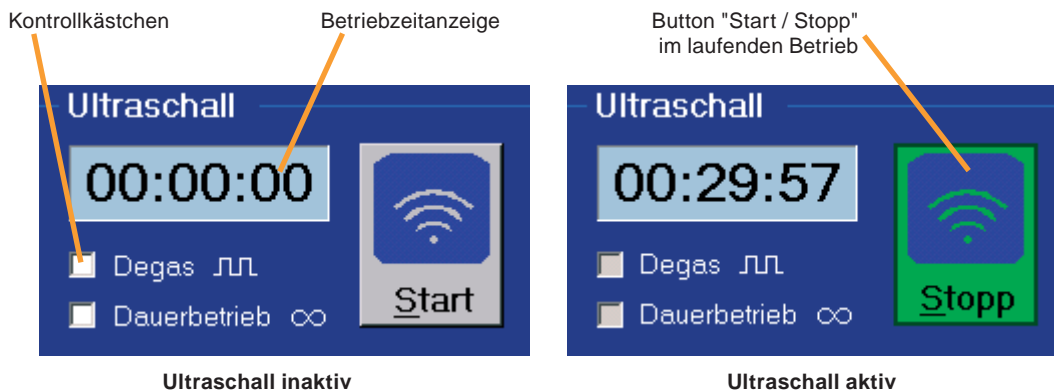 Kontrollkästchen
Betriebzeitanzeige
Button "Start / Stopp"
im laufenden Betrieb
Ultraschall
00:00:00
Degas
Dauerbetrieb ∞
Start
Ultraschall
00:29:57
Degas
Dauerbetrieb ∞
Stopp
Ultraschall inaktiv
Ultraschall aktiv